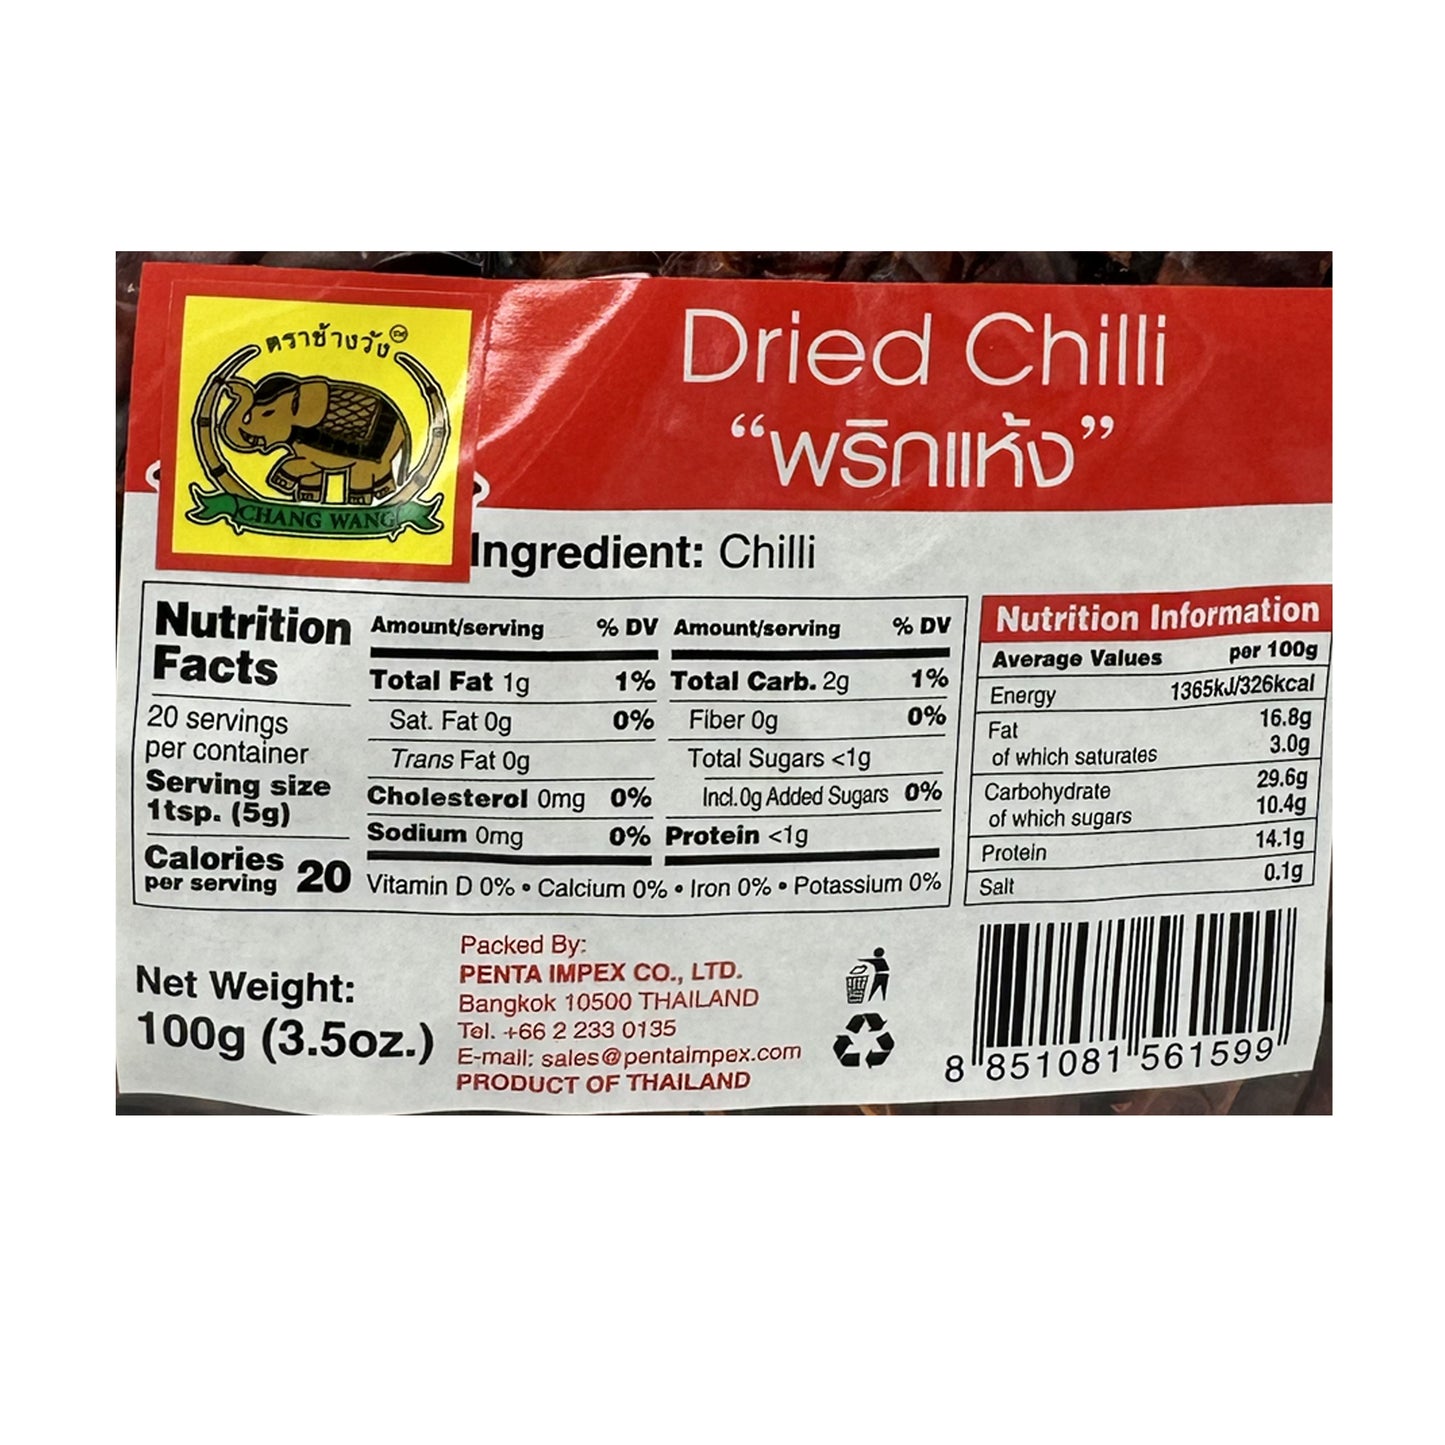 ตราช้างวัง
CHANG WANG
Dried Chilli
“พริกแห้ง”
Ingredient: Chilli
Nutrition
Facts
20 servings
per container
Serving size
1tsp. (5g)
Calories
per serving 20
Amount/serving % DV
Total Fat 1g 1%
Sat. Fat 0g 0%
Trans Fat 0g
Cholesterol 0mg 0%
Sodium 0mg 0%
Amount/serving % DV
Total Carb. 2g 1%
Fiber 0g 0%
Total Sugars <1g
Incl.0g Added Sugars 0%
Protein <1g
Vitamin D 0% • Calcium 0% • Iron 0% • Potassium 0%
Nutrition Information
Average Values per 100g
Energy 1365kJ/326kcal
Fat 16.8g
of which saturates 3.0g
Carbohydrate 29.6g
of which sugars 10.4g
Protein 14.1g
Salt 0.1g
Net Weight:
100g (3.5oz.)
Packed By:
PENTA IMPEX CO., LTD.
Bangkok 10500 THAILAND
Tel. +66 2 233 0135
E-mail: sales@pentaimpex.com
PRODUCT OF THAILAND
8 851081 561599